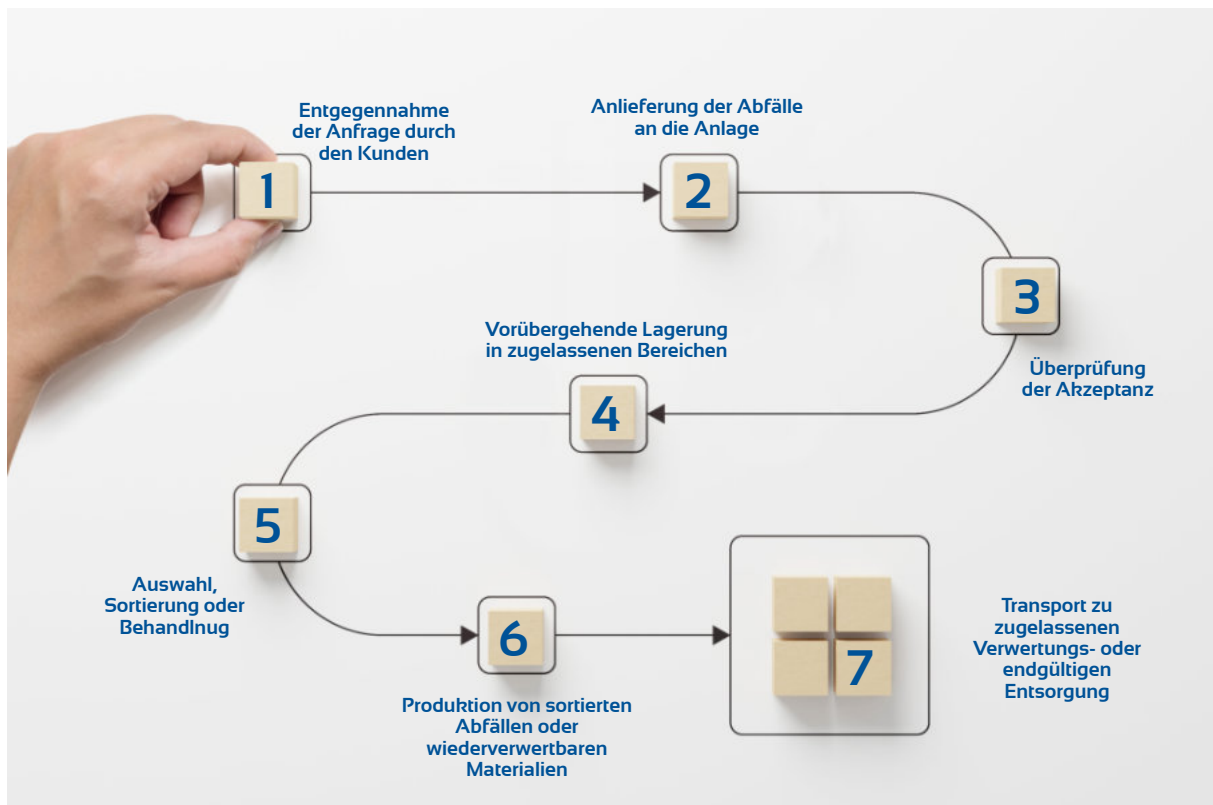 Entgegennahme
der Anfrage durch
den Kunden
1
Anlieferung der Abfälle
an die Anlage
2
3
Überprüfung
der Akzeptanz
Vorübergehende Lagerung
in zugelassenen Bereichen
4
5
Auswahl,
Sortierung oder
Behandlnug
6
Produktion von sortierten
Abfällen oder
wiederverwertbaren
Materialien
7
Transport zu
zugelassenen
Verwertungs- oder
endgültigen
Entsorgung